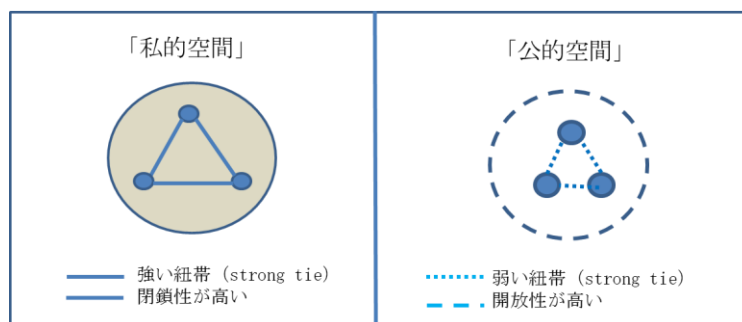 「私的空間」
強い紐帯 (strong tie)
閉鎖性が高い
「公的空間」
弱い紐帯 (strong tie)
開放性が高い